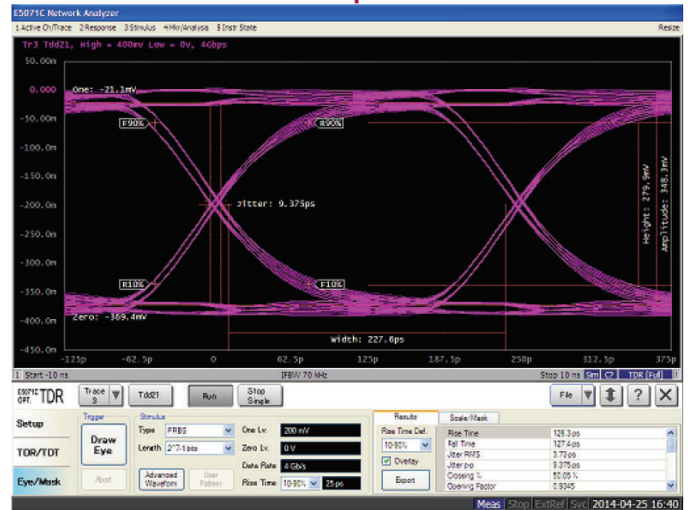 E5071C Network Analyzer
1 Active Ch/Trace 2 Response 3 Stimulus 4 Mkr/Analysis 5 Instr State Resize
Tr3 Tdd21, High = 400mv Low = 0v, 4Gbps
50.00m
0.000 One: -21.1mV
-50.00m F90% R90%
-100.0m
-150.0m
Height: 279.9mV
Amplitude: 348.3mV
-200.0m Jitter: 9.375ps
-250.0m
-300.0m
R10% F10%
-350.0m
Zero: -369.4mV
-400.0m
Width: 227.6ps
-450.0m
-125p -62.5p 0 62.5p 125p 187.5p 250p 312.5p 375p
1 Start -10 ns IFBW 70 kHz Stop 10 ns Sim C? TDR [Full] !
E5071C OPT. TDR Trace 3 Tdd21 Run Stop Single File ? X
Setup
TDR/TDT
Eye/Mask
Trigger
Draw Eye
Abort
Stimulus
Type PRBS One Lv. 200 mV
Length 2^7-1 bits Zero Lv. 0 V
Data Rate 4 Gb/s
Advanced Waveform User Pattern Rise Time 10-90% 25 ps
Results Scale/Mask
Rise Time Def.
10-90%
Overlay
Export
Rise Time 129.3 ps
Fall Time 127.4 ps
Jitter RMS 3.73 ps
Jitter p-p 9.375 ps
Crossing % 50.05 %
Opening Factor 0.9345
Meas Stop ExtRef Svc 2014-04-25 16:40